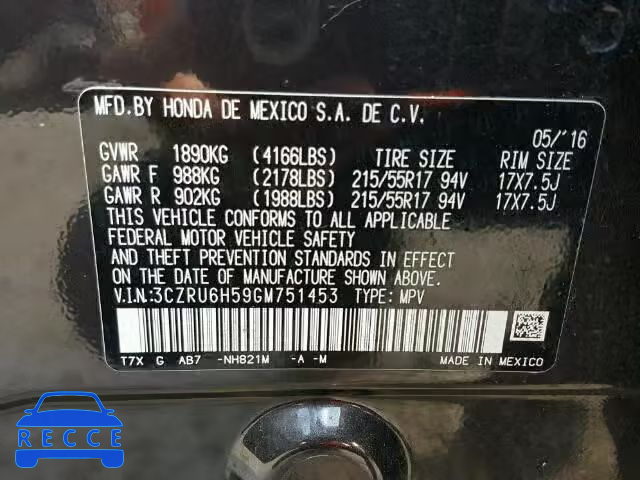 MFD.BY HONDA DE MEXICO S.A. DE C.V.
05/'16
GVWR 1890KG (4166LBS) TIRE SIZE RIM SIZE
GAWR F 988KG (2178LBS) 215/55R17 94V 17X7.5J
GAWR R 902KG (1988LBS) 215/55R17 94V 17X7.5J
THIS VEHICLE CONFORMS TO ALL APPLICABLE
FEDERAL MOTOR VEHICLE SAFETY
AND THEFT PREVENTION STANDARDS IN EFFECT
ON THE DATE OF MANUFACTURE SHOWN ABOVE.
V.I.N:3CZRU6H59GM751453 TYPE: MPV
T7X G AB7 -NH821M -A -M MADE IN MEXICO
RECCE